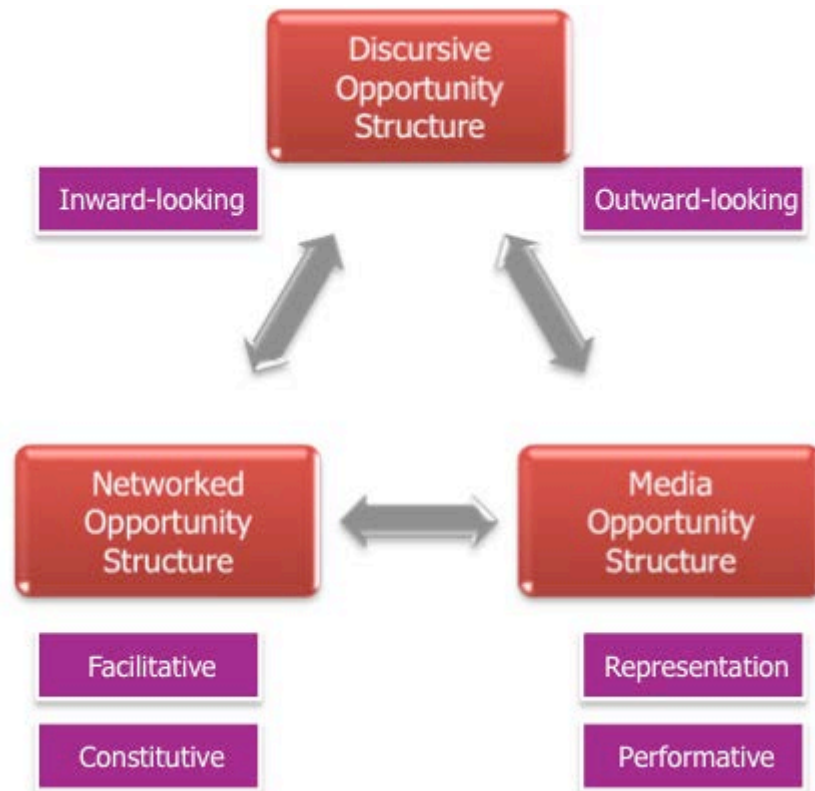 Discursive
Opportunity
Structure
Inward-looking
Outward-looking
Networked
Opportunity
Structure
Media
Opportunity
Structure
Facilitative
Representation
Constitutive
Performative